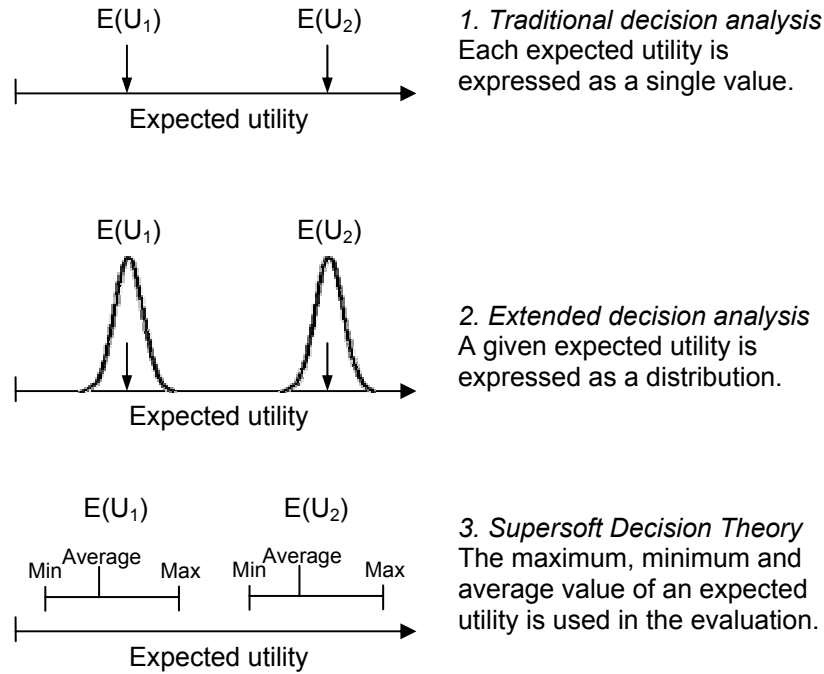 E(U₁) E(U₂)
Expected utility
1. Traditional decision analysis
Each expected utility is
expressed as a single value.
E(U₁) E(U₂)
Expected utility
2. Extended decision analysis
A given expected utility is
expressed as a distribution.
E(U₁) E(U₂)
Min Average Max Min Average Max
Expected utility
3. Supersoft Decision Theory
The maximum, minimum and
average value of an expected
utility is used in the evaluation.